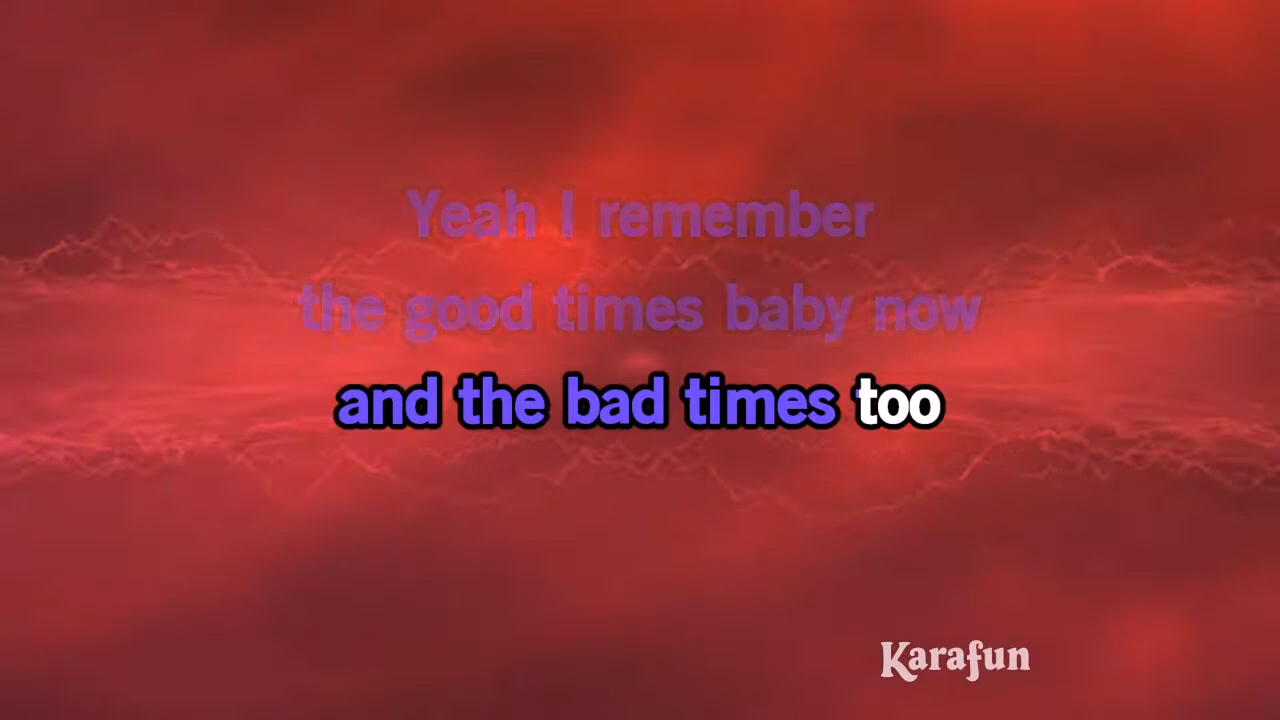 Yeah I remember
the good times baby now
and the bad times too
Karafun